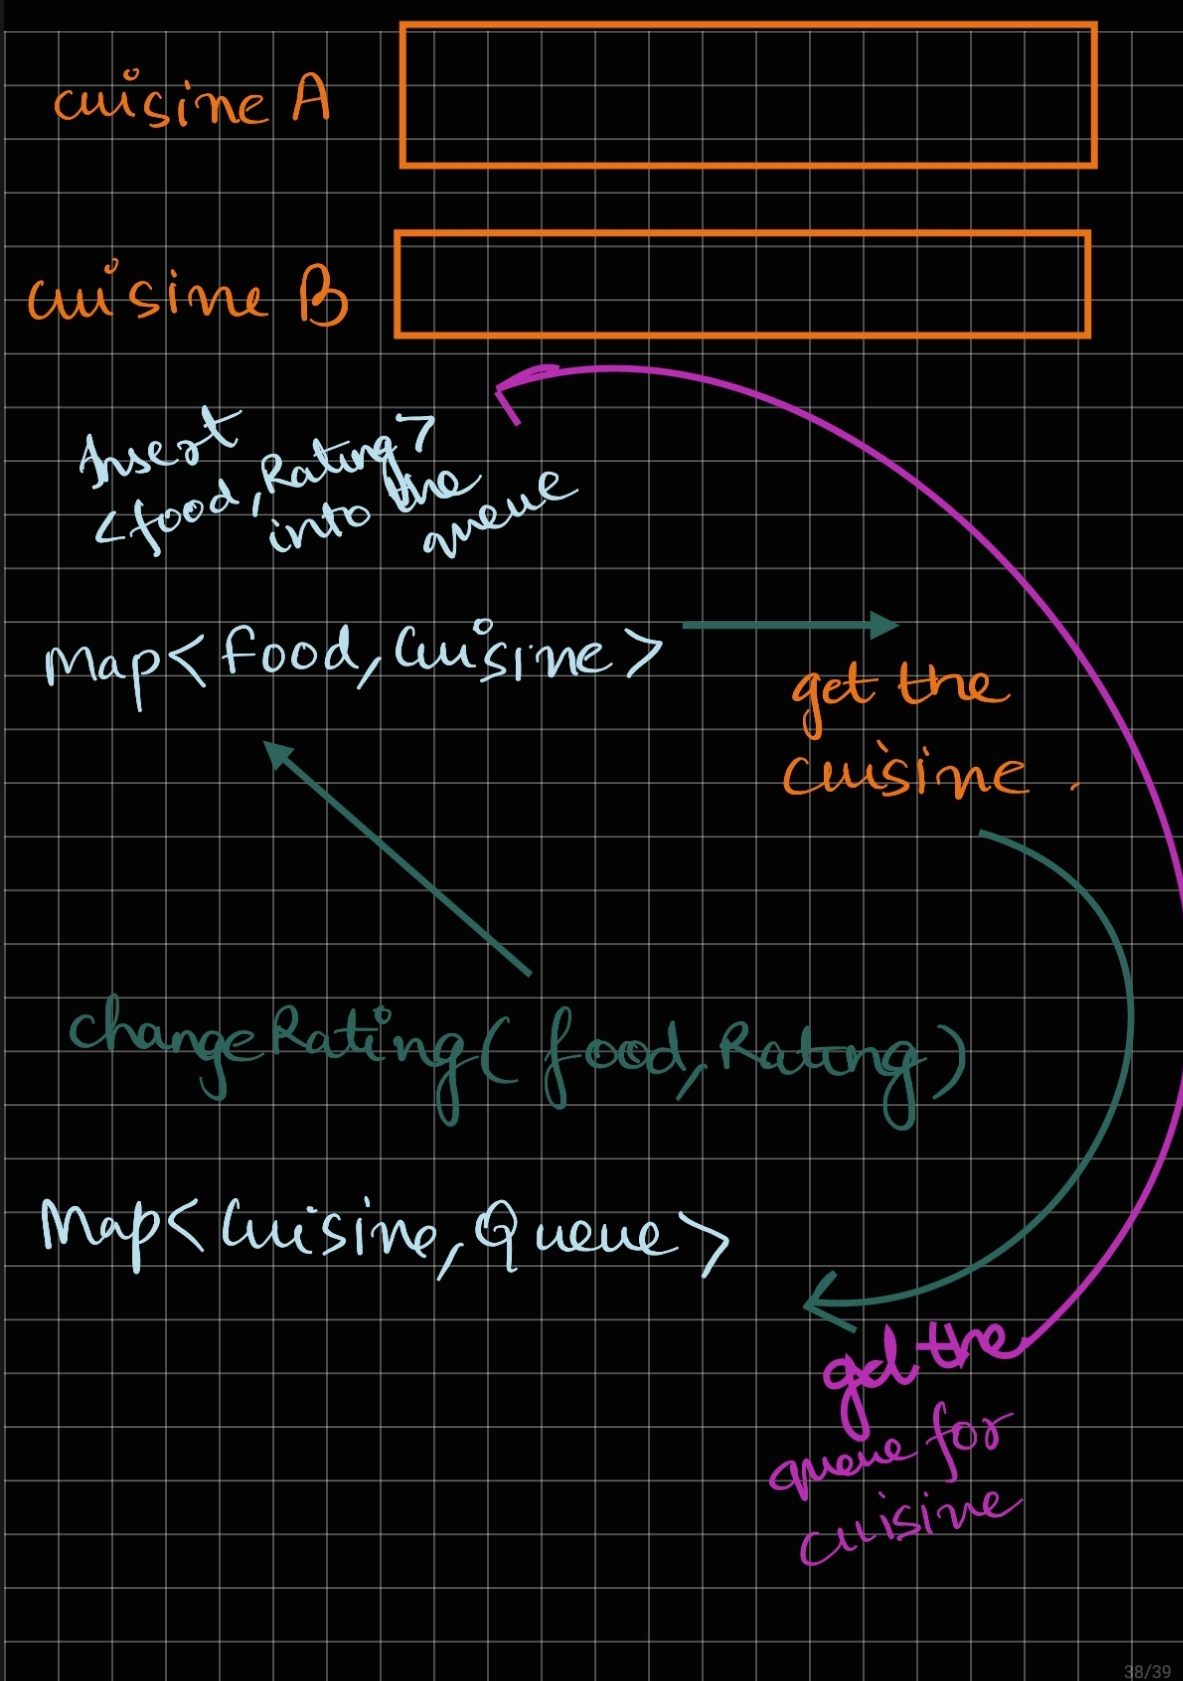 cuisine A
cuisine B
Insert
<food, Rating>
into the
queue
Map<food, Cuisine>
get the
cuisine.
changeRating(food, Rating)
Map<Cuisine, Queue>
get the
queue for
cuisine
38/39